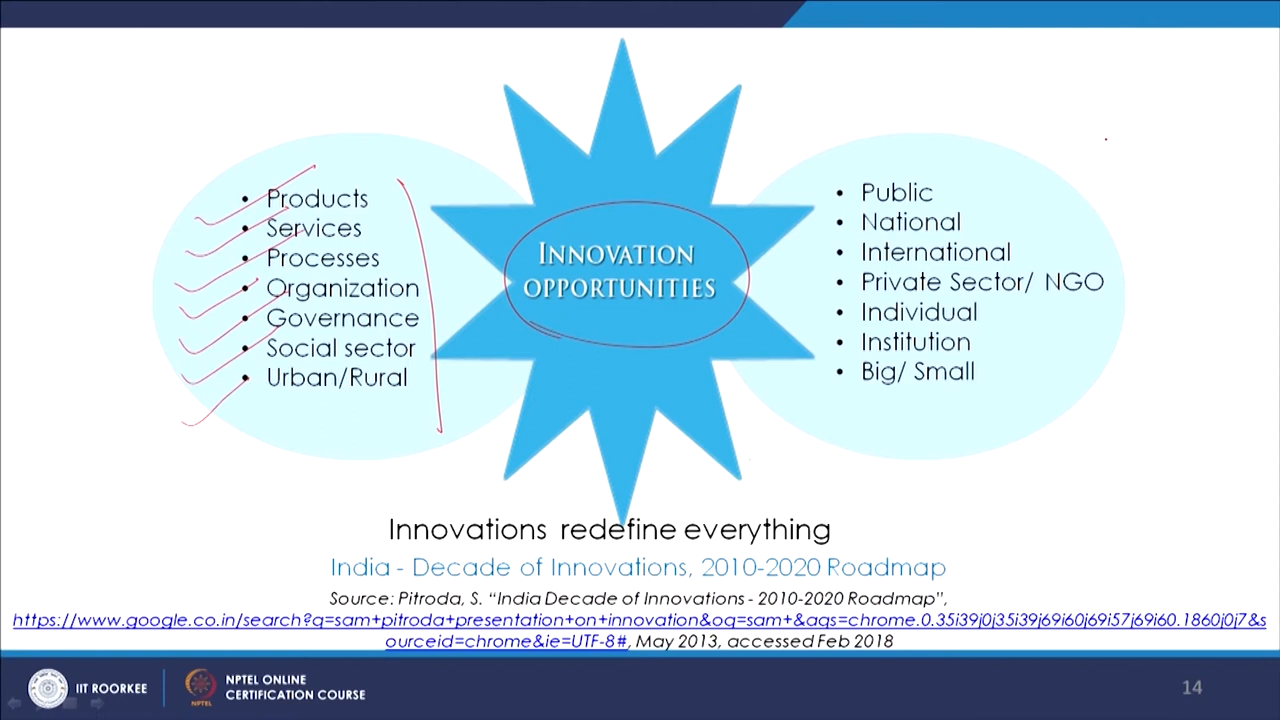 • Products
• Services
• Processes
• Organization
• Governance
• Social sector
• Urban/Rural
INNOVATION
OPPORTUNITIES
• Public
• National
• International
• Private Sector/ NGO
• Individual
• Institution
• Big/ Small
Innovations redefine everything
India - Decade of Innovations, 2010-2020 Roadmap
Source: Pitroda, S. “India Decade of Innovations - 2010-2020 Roadmap”,
https://www.google.co.in/search?q=sam+pitroda+presentation+on+innovation&oq=sam+&aqs=chrome.0.35i39j0j35i39j69i60j69i57j69i60.1860j0j7&s
ourceid=chrome&ie=UTF-8#, May 2013, accessed Feb 2018
IIT ROORKEE
NPTEL
NPTEL ONLINE
CERTIFICATION COURSE
14